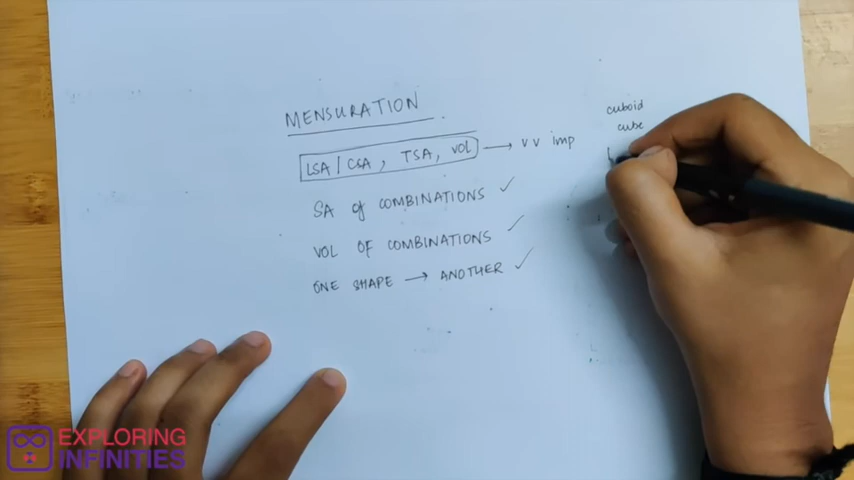 MENSURATION
LSA / CSA, TSA, VOL → V V imp
SA of COMBINATIONS ✓
VOL OF COMBINATIONS ✓
ONE SHAPE → ANOTHER ✓
cuboid
cube
EXPLORING
INFINITIES